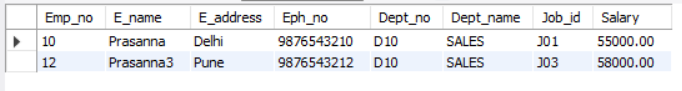 Emp_no E_name E_address Eph_no Dept_no Dept_name Job_id Salary
10 Prasanna Delhi 9876543210 D10 SALES J01 55000.00
12 Prasanna3 Pune 9876543212 D10 SALES J03 58000.00